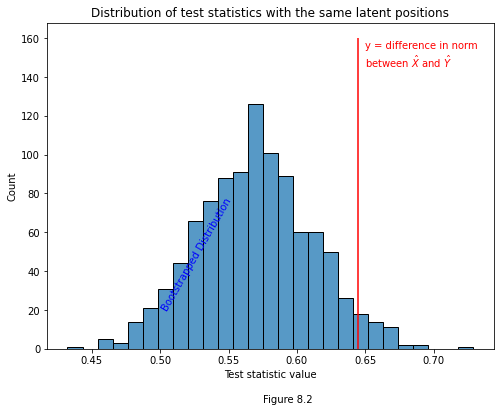 Distribution of test statistics with the same latent positions
y = difference in norm
between X̂ and Ŷ
Bootstrapped Distribution
Count
160
140
120
100
80
60
40
20
0
0.45 0.50 0.55 0.60 0.65 0.70
Test statistic value
Figure 8.2